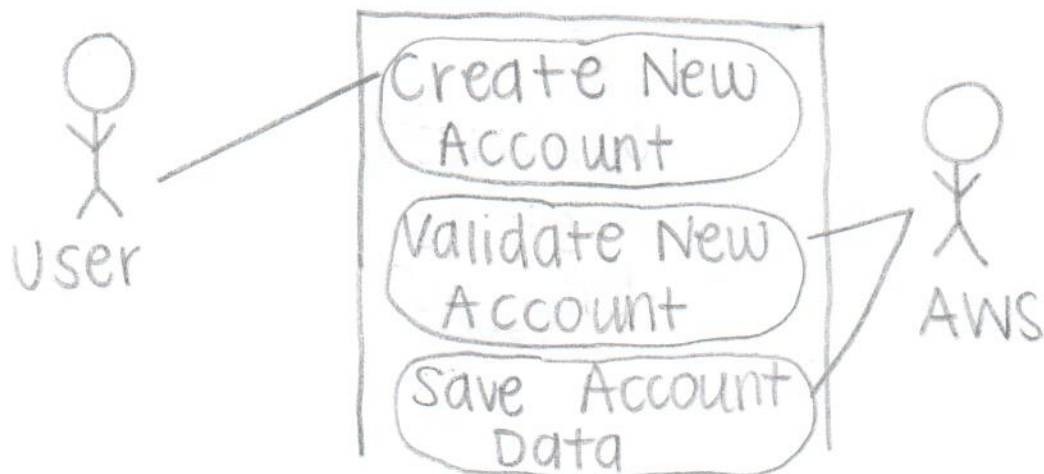 Create New
Account
User
Validate New
Account
AWS
Save Account
Data